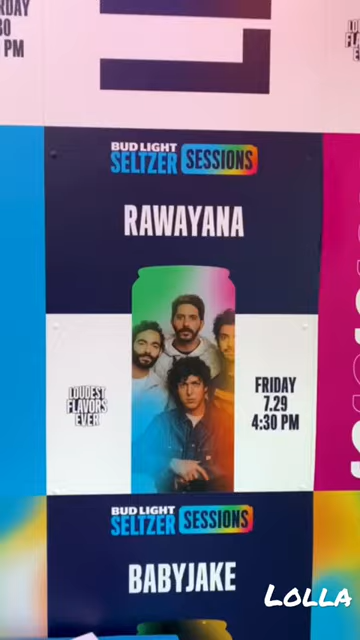 PM
BUD LIGHT
SELTZER SESSIONS
RAWAYANA
LOUDEST
FLAVORS
EVER
FRIDAY
7.29
4:30 PM
BUD LIGHT
SELTZER SESSIONS
BABYJAKE
LOLLA